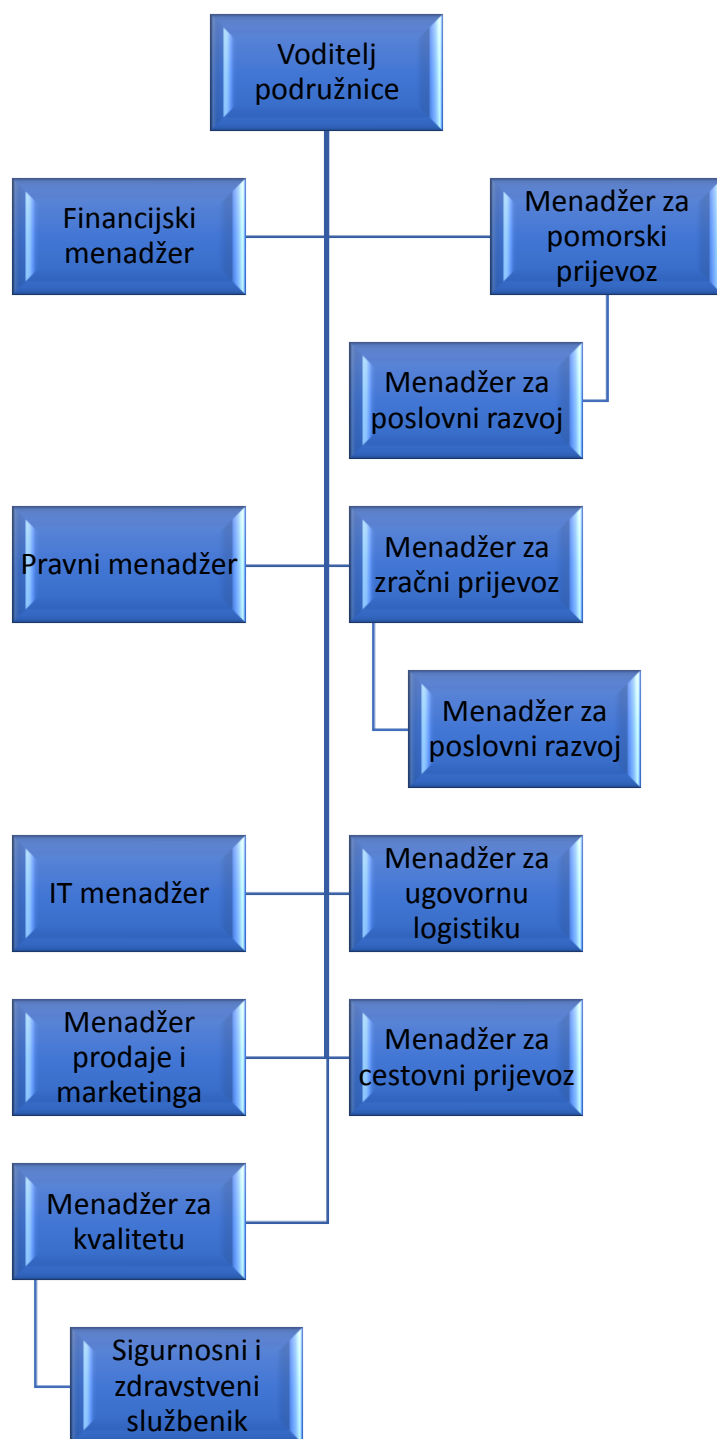 Voditelj
podružnice
Financijski
menadžer
Menadžer za
pomorski
prijevoz
Menadžer za
poslovni razvoj
Pravni menadžer
Menadžer za
zračni prijevoz
Menadžer za
poslovni razvoj
IT menadžer
Menadžer za
ugovornu
logistiku
Menadžer
prodaje i
marketinga
Menadžer za
cestovni prijevoz
Menadžer za
kvalitetu
Sigurnosni i
zdravstveni
službenik